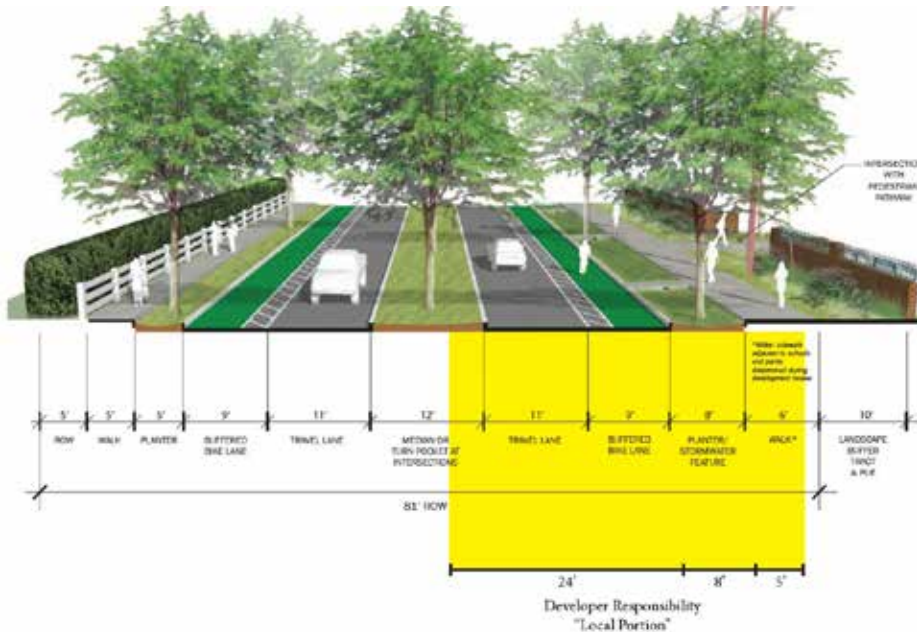 INTERSECTION
WITH
PEDESTRIAN
PATHWAY
*Wider sidewalk
adjacent to schools
and parks
determined during
development review
5' 5' 5' 9' 11' 12' 11' 9' 8' 6' 10'
ROW WALK PLANTER BUFFERED
BIKE LANE TRAVEL LANE MEDIAN OR
TURN POCKET AT
INTERSECTIONS TRAVEL LANE BUFFERED
BIKE LANE PLANTER/
STORMWATER
FEATURE WALK* LANDSCAPE
BUFFER
TRACT
& PUE
81' ROW
24' 8' 5'
Developer Responsibility
"Local Portion"